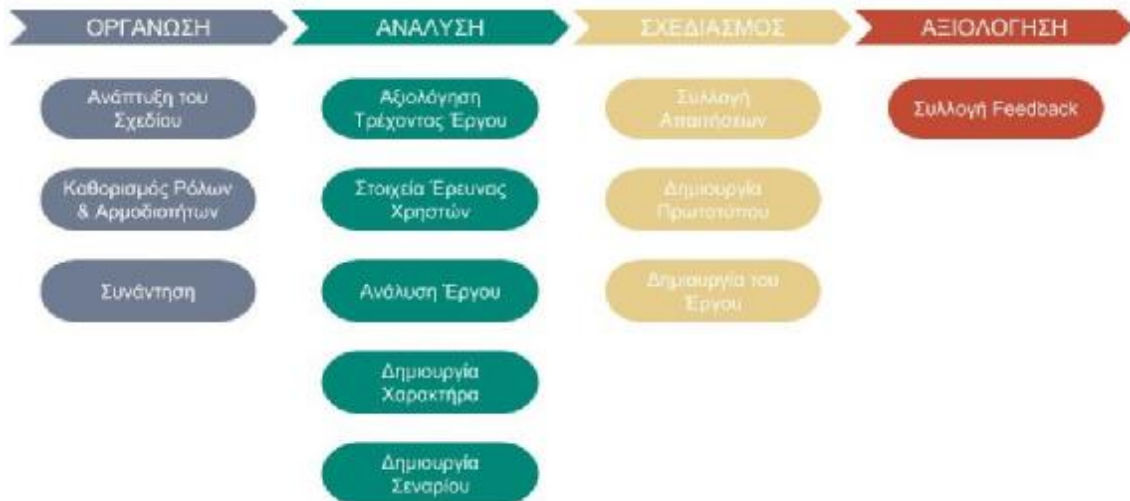 ΟΡΓΑΝΩΣΗ
ΑΝΑΛΥΣΗ
ΣΧΕΔΙΑΣΜΟΣ
ΑΞΙΟΛΟΓΗΣΗ
Ανάπτυξη του
Σχεδίου
Καθορισμός Ρόλων
& Αρμοδιοτήτων
Συνάντηση
Αξιολόγηση
Τρέχοντας Έργου
Στοιχεία Έρευνας
Χρηστών
Ανάλυση Έργου
Δημιουργία
Χαρακτήρα
Δημιουργία
Σεναρίου
Συλλογή
Απαιτήσεων
Δημιουργία
Πρωτοτύπου
Δημιουργία του
Έργου
Συλλογή Feedback